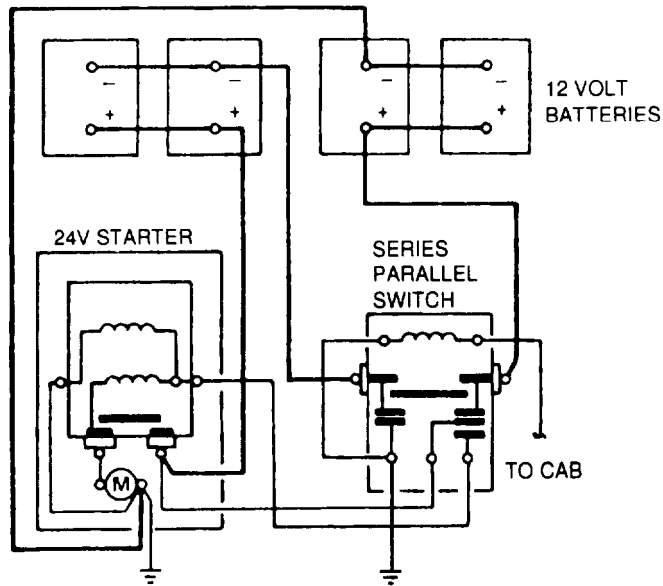 − − − −
+ + + +
12 VOLT
BATTERIES
24V STARTER
SERIES
PARALLEL
SWITCH
M
TO CAB